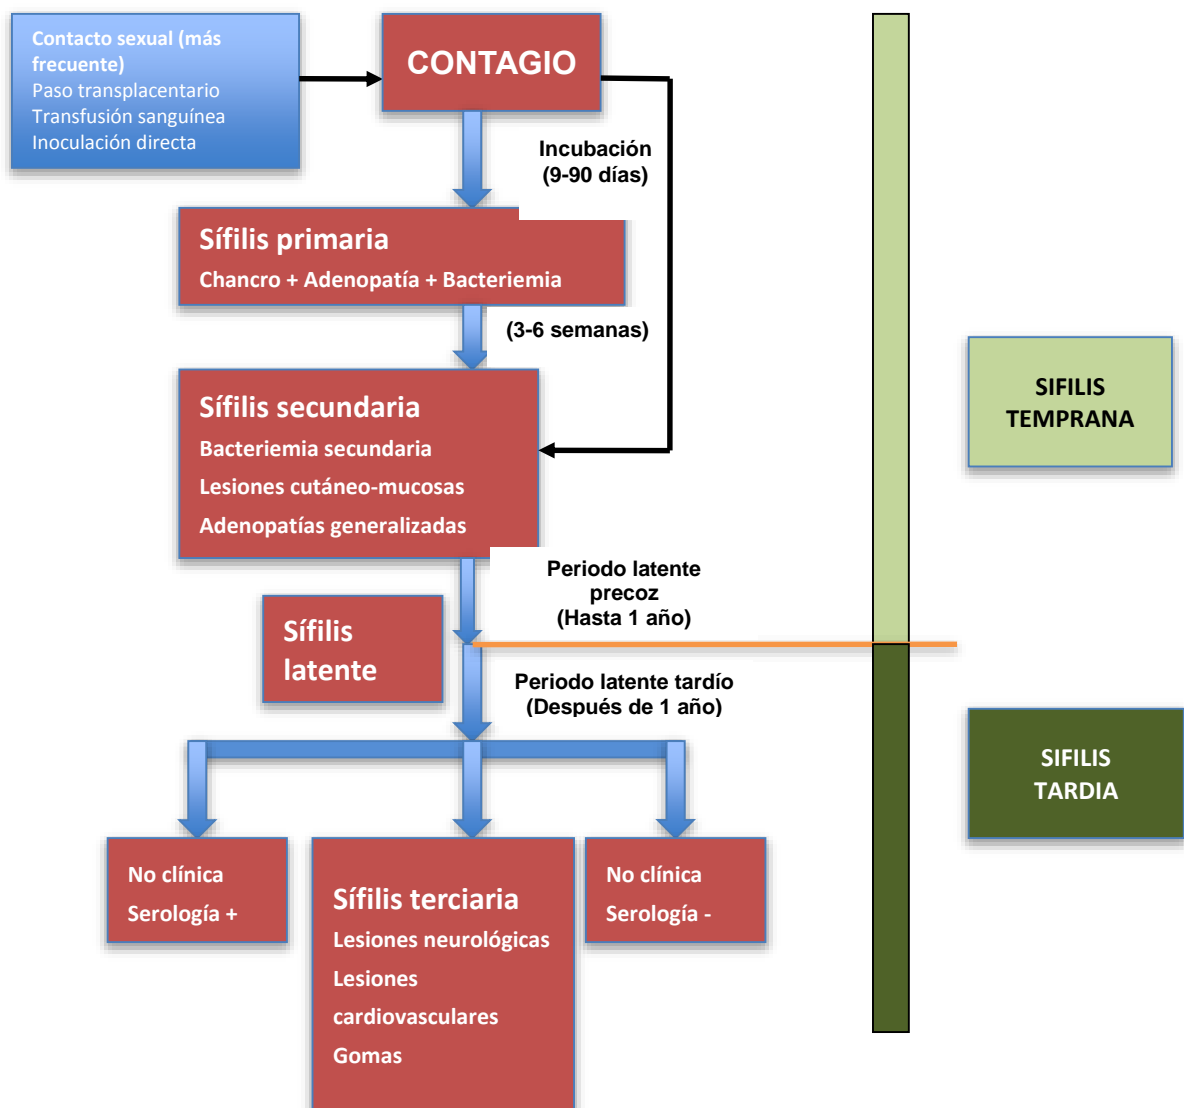 Contacto sexual (más
frecuente)
Paso transplacentario
Transfusión sanguínea
Inoculación directa
CONTAGIO
Incubación
(9-90 días)
Sífilis primaria
Chancro + Adenopatía + Bacteriemia
(3-6 semanas)
Sífilis secundaria
Bacteriemia secundaria
Lesiones cutáneo-mucosas
Adenopatías generalizadas
SIFILIS
TEMPRANA
Periodo latente
precoz
(Hasta 1 año)
Sífilis
latente
Periodo latente tardío
(Después de 1 año)
SIFILIS
TARDIA
No clínica
Serología +
Sífilis terciaria
Lesiones neurológicas
Lesiones
cardiovasculares
Gomas
No clínica
Serología -